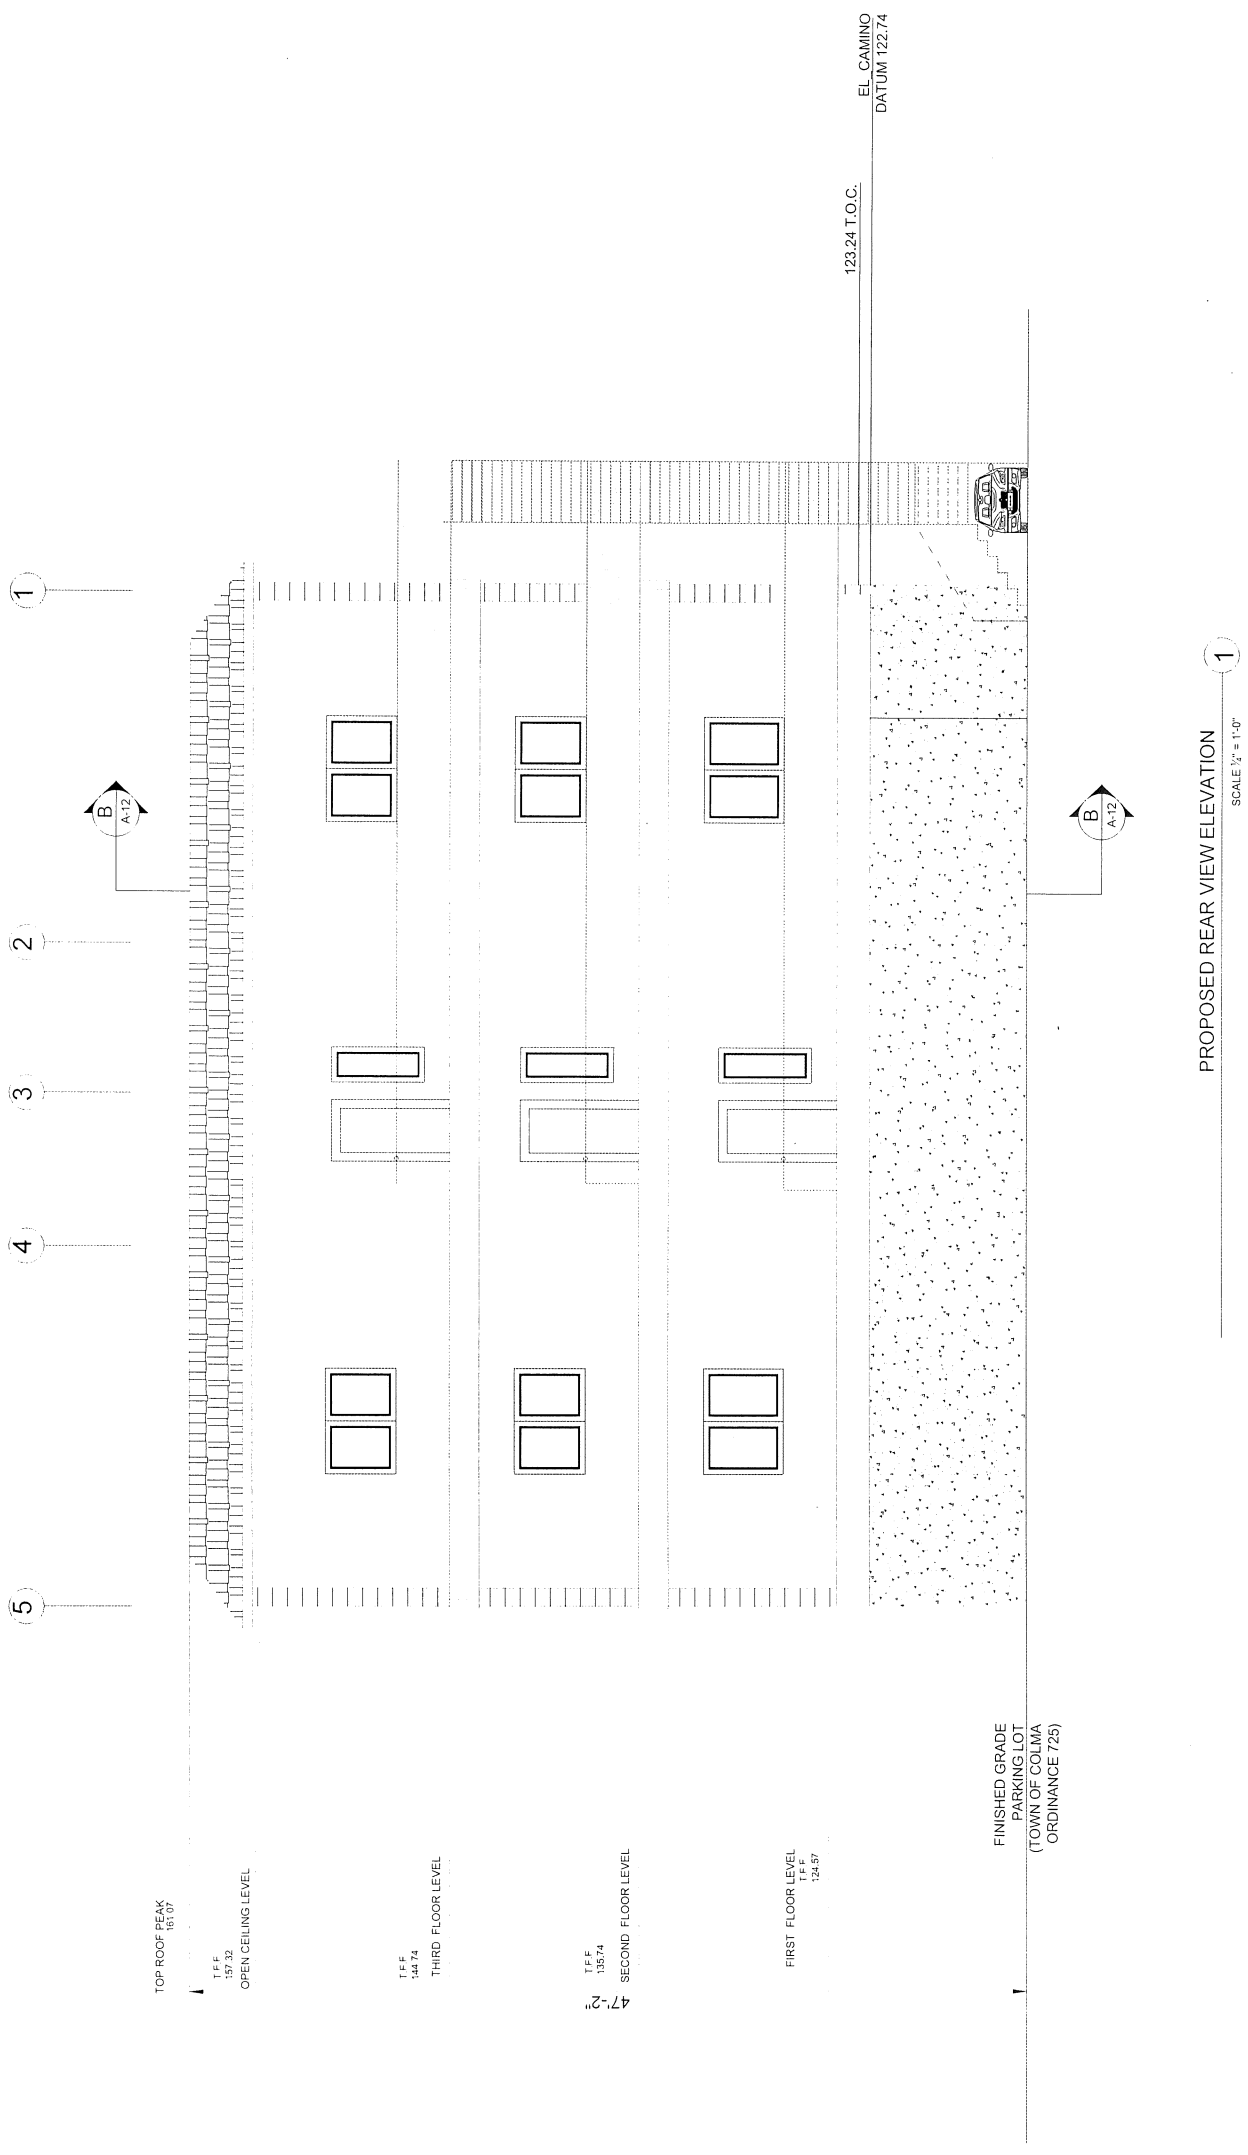 5
4
3
2
1
B
A-12
TOP ROOF PEAK
161.07
T.F.F
157.32
OPEN CEILING LEVEL
T.F.F
144.74
THIRD FLOOR LEVEL
T.F.F
135.74
SECOND FLOOR LEVEL
47'-2"
FIRST FLOOR LEVEL
T.F.F
124.57
123.24 T.O.C.
EL CAMINO
DATUM 122.74
FINISHED GRADE
PARKING LOT
(TOWN OF COLMA
ORDINANCE 725)
B
A-12
PROPOSED REAR VIEW ELEVATION
1
SCALE ¼" = 1'-0"